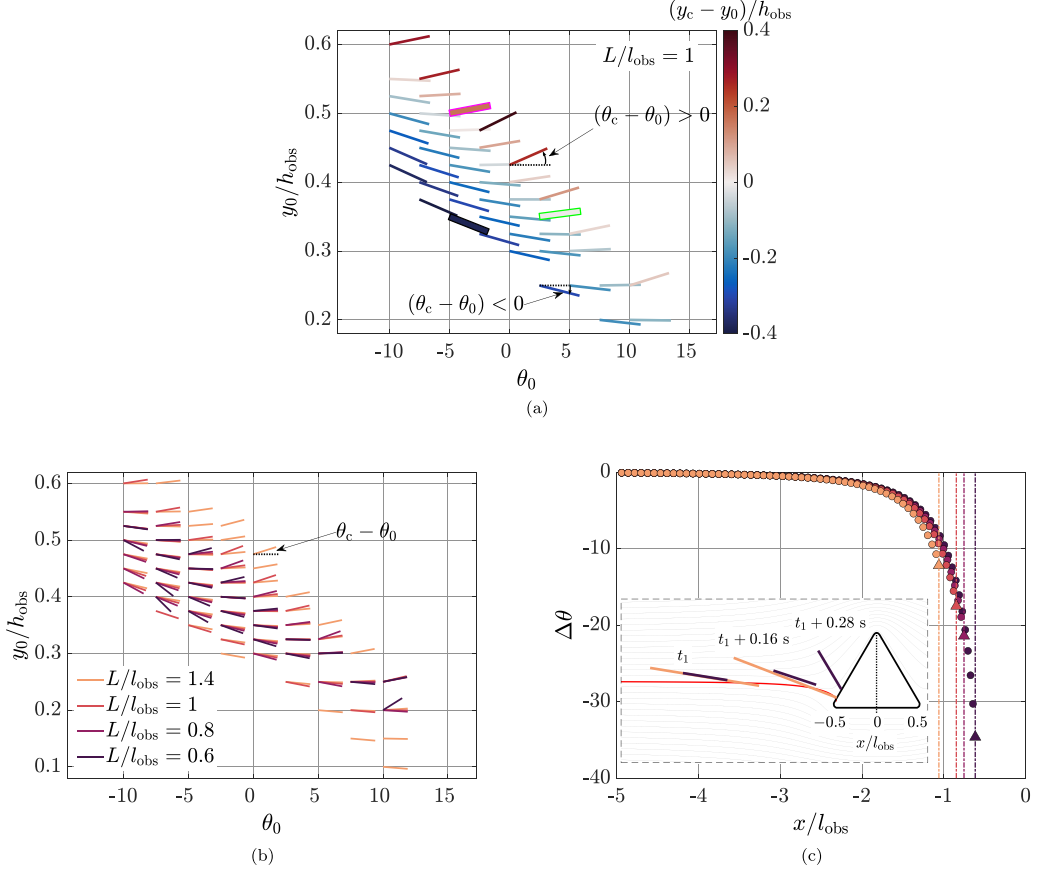 (y_c − y_0)/h_obs
L/l_obs = 1
0.6
0.5
0.4
0.3
0.2
y_0/h_obs
(θ_c − θ_0) > 0
(θ_c − θ_0) < 0
0.4
0.2
0
-0.2
-0.4
-10 -5 0 5 10 15
θ_0
(a)
0.6
0.5
0.4
0.3
0.2
0.1
y_0/h_obs
θ_c − θ_0
L/l_obs = 1.4
L/l_obs = 1
L/l_obs = 0.8
L/l_obs = 0.6
-10 -5 0 5 10 15
θ_0
(b)
0
-10
-20
-30
-40
Δθ
t_1
t_1 + 0.16 s
t_1 + 0.28 s
−0.5 0 0.5
x/l_obs
-5 -4 -3 -2 -1 0
x/l_obs
(c)